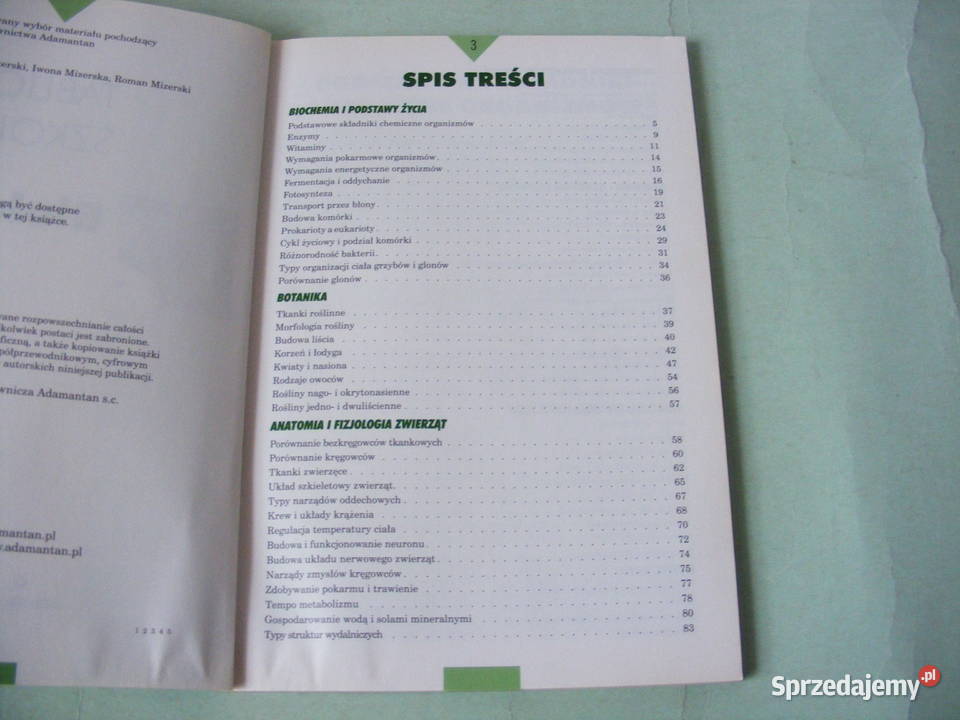 wany wybór materiału pochodzący
wnictwa Adamantan
erski, Iwona Mizerska, Roman Mizerski
gą być dostępne
w tej książce.
wane rozpowszechnianie całości
kolwiek postaci jest zabronione.
ficzną, a także kopiowanie książki
półprzewodnikowym, cyfrowym
autorskich niniejszej publikacji.
wnicza Adamantan s.c.
mantan.pl
.adamantan.pl
1 2 3 4 5
3
SPIS TREŚCI
BIOCHEMIA I PODSTAWY ŻYCIA
Podstawowe składniki chemiczne organizmów 5
Enzymy 9
Witaminy 11
Wymagania pokarmowe organizmów 14
Wymagania energetyczne organizmów 15
Fermentacja i oddychanie 16
Fotosynteza 19
Transport przez błony 21
Budowa komórki 23
Prokarioty a eukarioty 24
Cykl życiowy i podział komórki 29
Różnorodność bakterii 31
Typy organizacji ciała grzybów i glonów 34
Porównanie glonów 36
BOTANIKA
Tkanki roślinne 37
Morfologia rośliny 39
Budowa liścia 40
Korzeń i łodyga 42
Kwiaty i nasiona 47
Rodzaje owoców 54
Rośliny nago- i okrytonasienne 56
Rośliny jedno- i dwuliścienne 57
ANATOMIA I FIZJOLOGIA ZWIERZĄT
Porównanie bezkręgowców tkankowych 58
Porównanie kręgowców 60
Tkanki zwierzęce 62
Układ szkieletowy zwierząt 65
Typy narządów oddechowych 67
Krew i układy krążenia 68
Regulacja temperatury ciała 70
Budowa i funkcjonowanie neuronu 72
Budowa układu nerwowego zwierząt 74
Narządy zmysłów kręgowców 75
Zdobywanie pokarmu i trawienie 77
Tempo metabolizmu 78
Gospodarowanie wodą i solami mineralnymi 80
Typy struktur wydalniczych 83
Sprzedajemy.pl